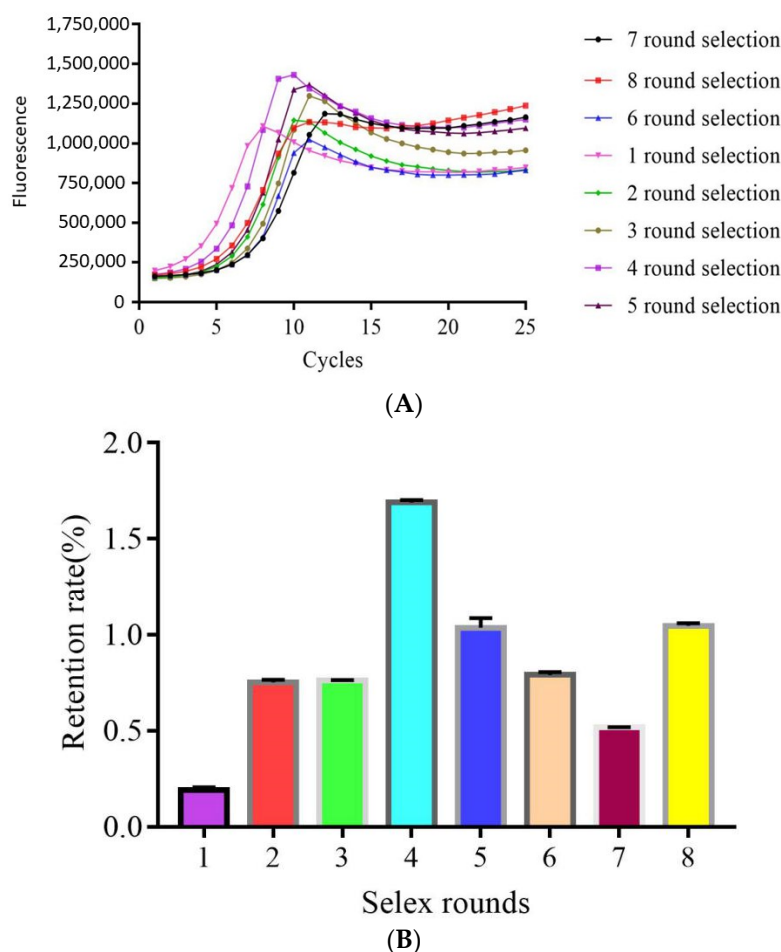 1,750,000
1,500,000
1,250,000
1,000,000
750,000
500,000
250,000
0
Fluorescence
0 5 10 15 20 25
Cycles
7 round selection
8 round selection
6 round selection
1 round selection
2 round selection
3 round selection
4 round selection
5 round selection
(A)
2.0
1.5
1.0
0.5
0.0
Retention rate(%)
1 2 3 4 5 6 7 8
Selex rounds
(B)